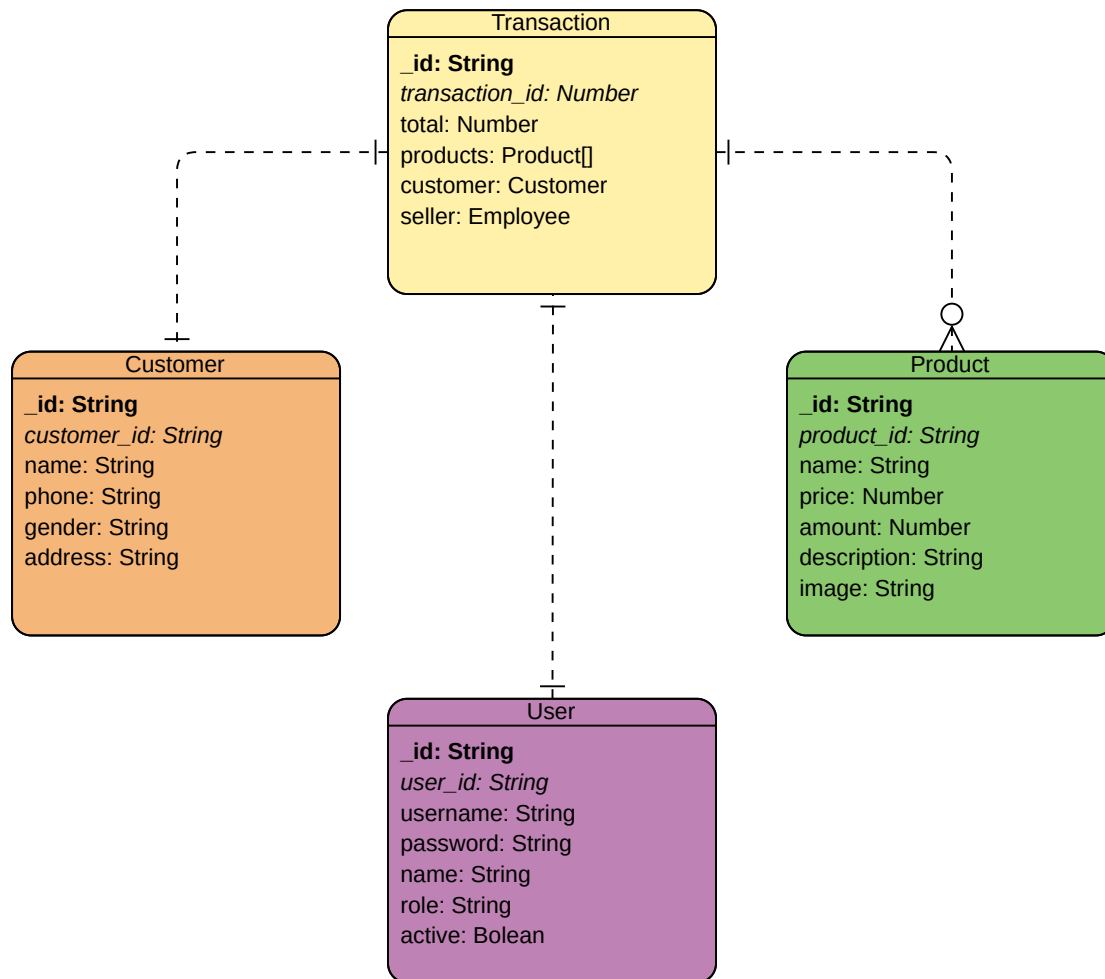 Transaction
_id: String
transaction_id: Number
total: Number
products: Product[]
customer: Customer
seller: Employee
Customer
_id: String
customer_id: String
name: String
phone: String
gender: String
address: String
Product
_id: String
product_id: String
name: String
price: Number
amount: Number
description: String
image: String
User
_id: String
user_id: String
username: String
password: String
name: String
role: String
active: Bolean